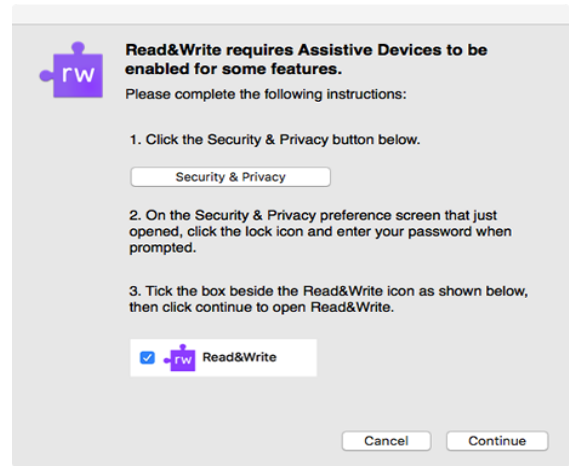 rw
Read&Write requires Assistive Devices to be
enabled for some features.
Please complete the following instructions:
1. Click the Security & Privacy button below.
Security & Privacy
2. On the Security & Privacy preference screen that just
opened, click the lock icon and enter your password when
prompted.
3. Tick the box beside the Read&Write icon as shown below,
then click continue to open Read&Write.
rw Read&Write
Cancel Continue